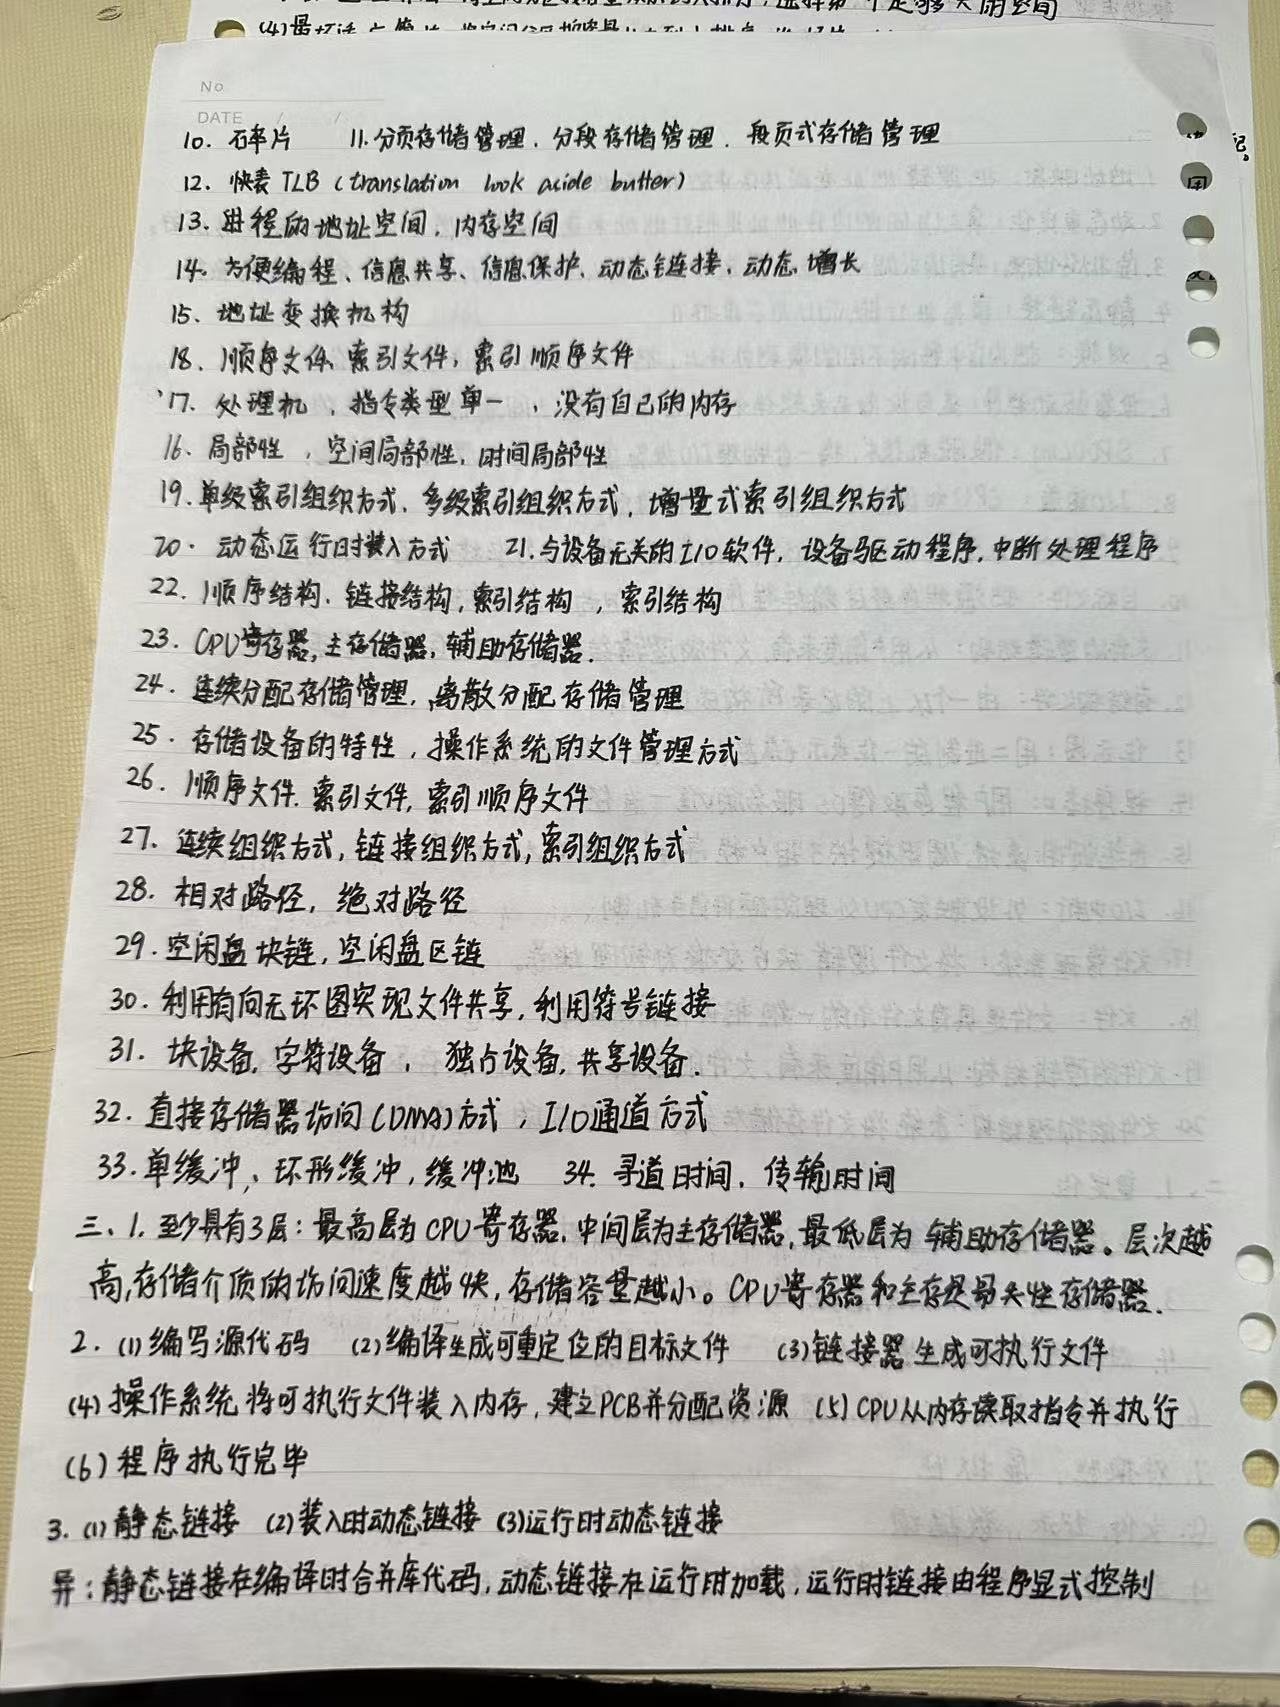 No
DATE / /
10. 碎片 11. 分页存储管理. 分段存储管理. 段页式存储管理
12. 快表 TLB (translation look acide butter)
13. 进程的地址空间, 内存空间
14. 方便编程、信息共享、信息保护、动态链接、动态增长
15. 地址变换机构
18. 顺序文件、索引文件, 索引顺序文件
17. 处理机, 指令类型单一, 没有自己的内存
16. 局部性, 空间局部性, 时间局部性
19. 单级索引组织方式. 多级索引组织方式, 增量式索引组织方式
20. 动态运行时装入方式 21. 与设备无关的I/O软件, 设备驱动程序, 中断处理程序
22. 顺序结构. 链接结构, 索引结构, 索引结构
23. CPU寄存器, 主存储器, 辅助存储器.
24. 连续分配存储管理, 离散分配存储管理
25. 存储设备的特性, 操作系统的文件管理方式
26. 顺序文件. 索引文件, 索引顺序文件
27. 连续组织方式, 链接组织方式, 索引组织方式
28. 相对路径, 绝对路径
29. 空闲盘块链, 空闲盘区链
30. 利用有向无环图实现文件共享, 利用符号链接
31. 块设备, 字符设备, 独占设备, 共享设备.
32. 直接存储器访问(DMA)方式, I/O通道方式
33. 单缓冲、环形缓冲, 缓冲池 34. 寻道时间, 传输时间
三、1. 至少具有3层: 最高层为CPU寄存器, 中间层为主存储器, 最低层为辅助存储器。层次越
高, 存储介质的访问速度越快, 存储容量越小。CPU寄存器和主存是易失性存储器.
2. (1)编写源代码 (2)编译生成可重定位的目标文件 (3)链接器生成可执行文件
(4)操作系统将可执行文件装入内存, 建立PCB并分配资源 (5)CPU从内存读取指令并执行
(6)程序执行完毕
3. (1)静态链接 (2)装入时动态链接 (3)运行时动态链接
异: 静态链接在编译时合并库代码, 动态链接在运行时加载, 运行时链接由程序显式控制